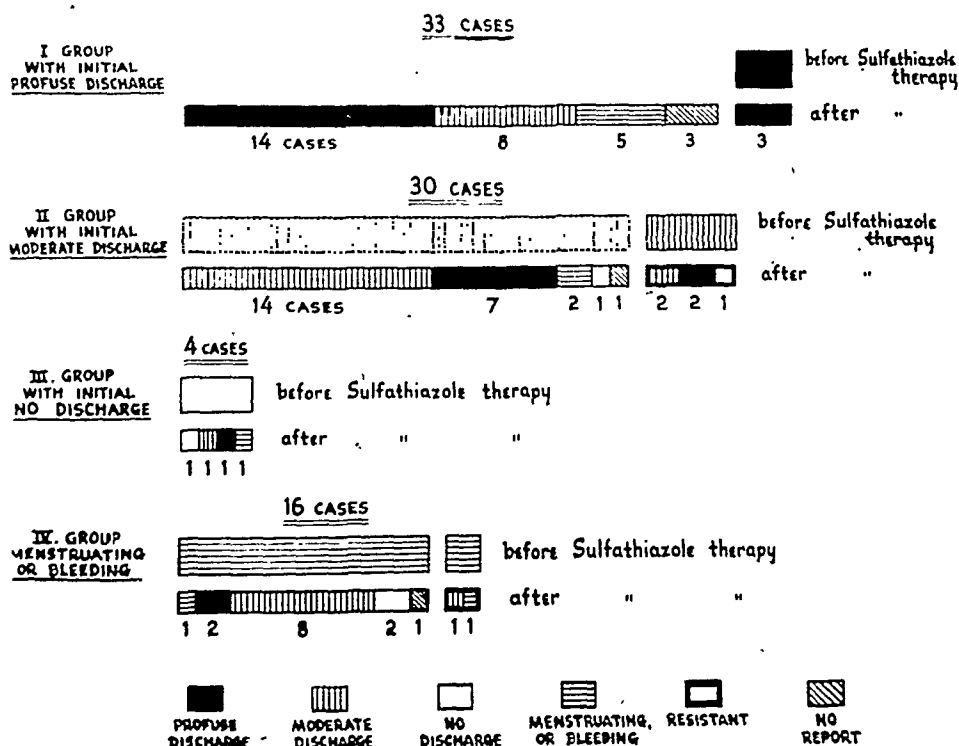 33 CASES
I GROUP
WITH INITIAL
PROFUSE DISCHARGE
before Sulfathiazole
therapy
after "
14 CASES 8 5 3 3
30 CASES
II GROUP
WITH INITIAL
MODERATE DISCHARGE
before Sulfathiazole
therapy
after "
14 CASES 7 2 1 1 2 2 1
4 CASES
III. GROUP
WITH INITIAL
NO DISCHARGE
before Sulfathiazole therapy
after " "
1 1 1 1
16 CASES
IV. GROUP
MENSTRUATING
OR BLEEDING
before Sulfathiazole therapy
after " "
1 2 8 2 1 1 1
PROFUSE
DISCHARGE
MODERATE
DISCHARGE
NO
DISCHARGE
MENSTRUATING,
OR BLEEDING
RESISTANT
NO
REPORT